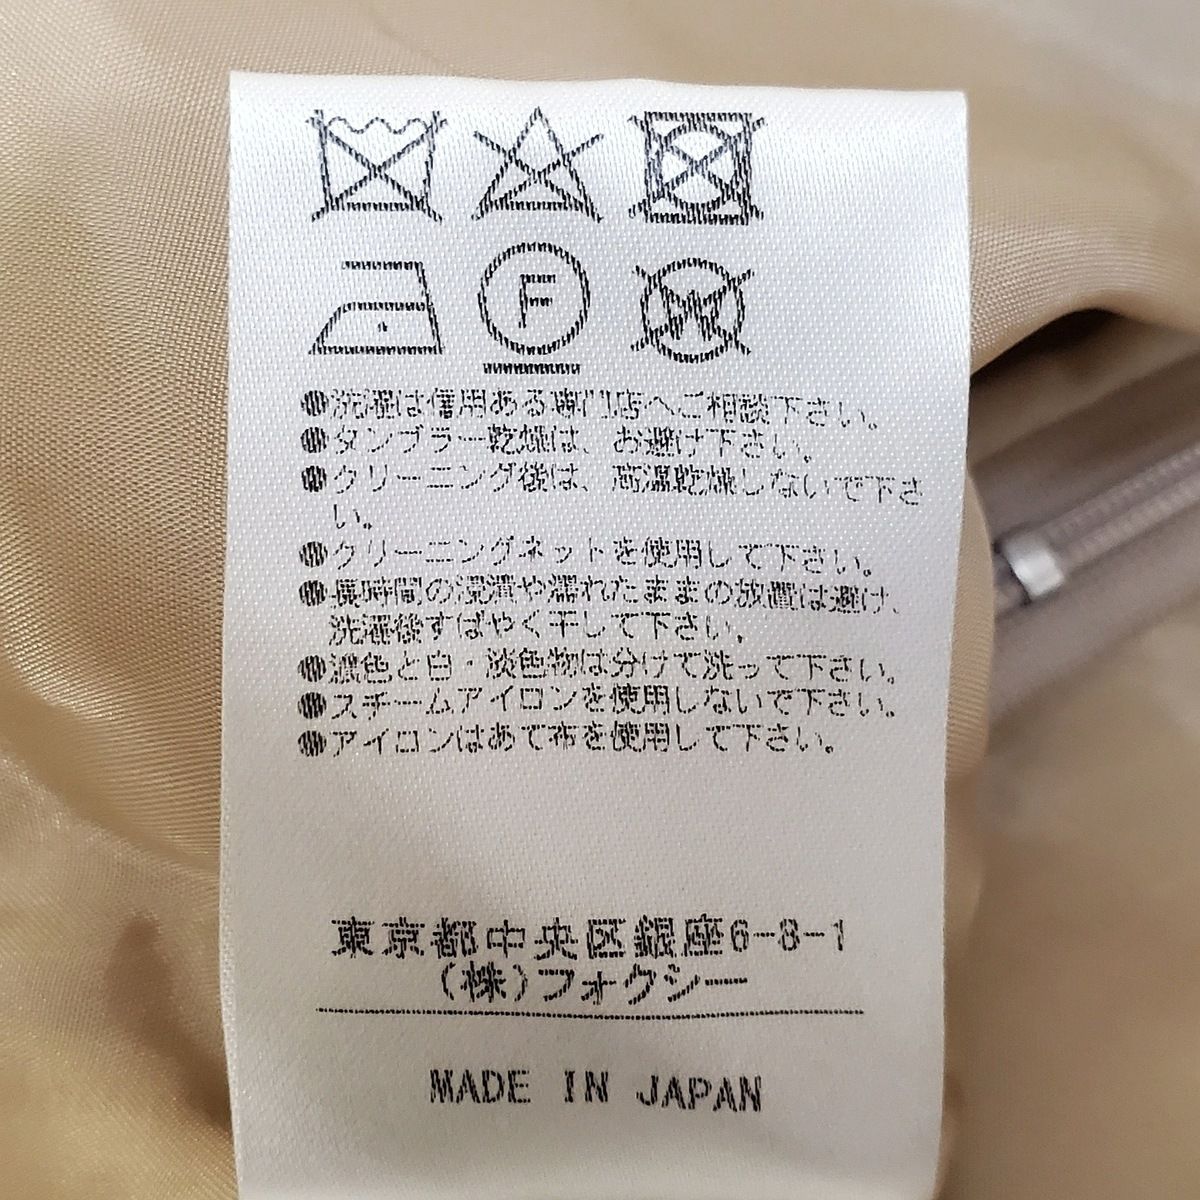 F
W
●洗濯は信用ある専門店へご相談下さい。
●タンブラー乾燥は、お避け下さい。
●クリーニング後は、高温乾燥しないで下さ
い。
●クリーニングネットを使用して下さい。
●長時間の浸漬や濡れたままの放置は避け、
洗濯後すばやく干して下さい。
●濃色と白・淡色物は分けて洗って下さい。
●スチームアイロンを使用しないで下さい。
●アイロンはあて布を使用して下さい。
東京都中央区銀座6-8-1
(株)フォクシー
MADE IN JAPAN